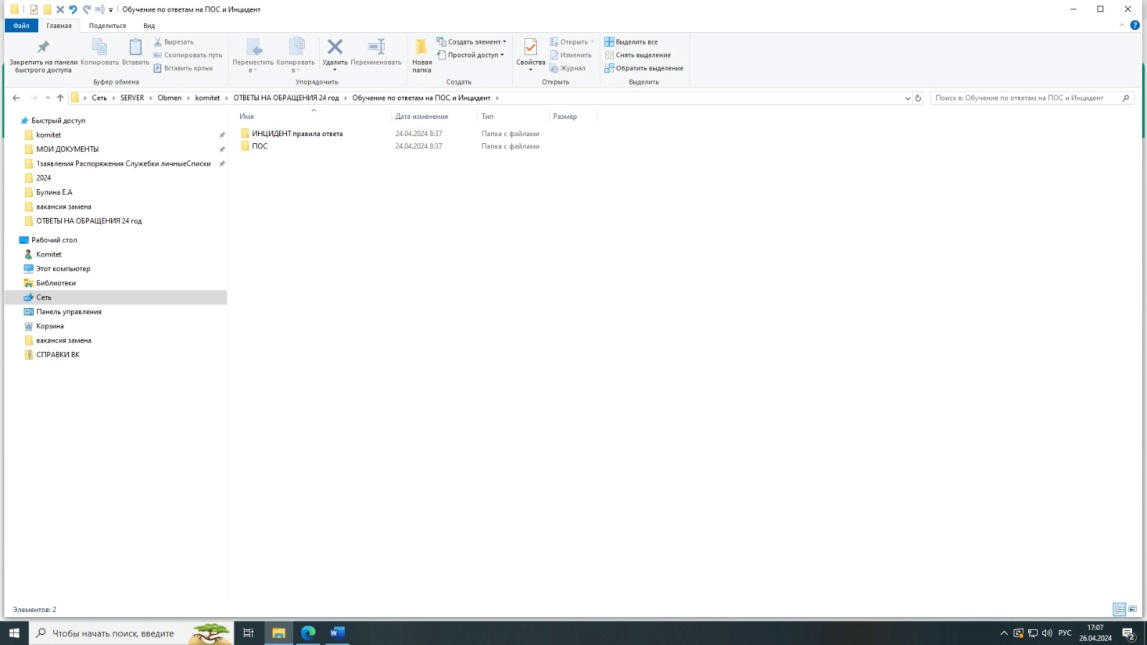 Обучение по ответам на ПОС и Инцидент
Файл Главная Поделиться Вид
Закрепить на панели быстрого доступа
Копировать
Вставить
Вырезать
Скопировать путь
Вставить ярлык
Переместить в
Копировать в
Удалить
Переименовать
Новая папка
Создать элемент
Простой доступ
Свойства
Открыть
Изменить
Журнал
Выделить все
Снять выделение
Обратить выделение
Буфер обмена Упорядочить Создать Открыть Выделить
Сеть SERVER Obmen komitet ОТВЕТЫ НА ОБРАЩЕНИЯ 24 год Обучение по ответам на ПОС и Инцидент
Поиск в: Обучение по ответам на ПОС и Инцидент
Быстрый доступ
komitet
МОИ ДОКУМЕНТЫ
1заявления Распоряжения Служебки личныеСписки
2024
Булина Е.А
вакансия замена
ОТВЕТЫ НА ОБРАЩЕНИЯ 24 год
Рабочий стол
Komitet
Этот компьютер
Библиотеки
Сеть
Панель управления
Корзина
вакансия замена
СПРАВКИ ВК
Имя Дата изменения Тип Размер
ИНЦИДЕНТ правила ответа 24.04.2024 8:37 Папка с файлами
ПОС 24.04.2024 8:37 Папка с файлами
Элементов: 2
Чтобы начать поиск, введите
РУС
17:07
26.04.2024
2